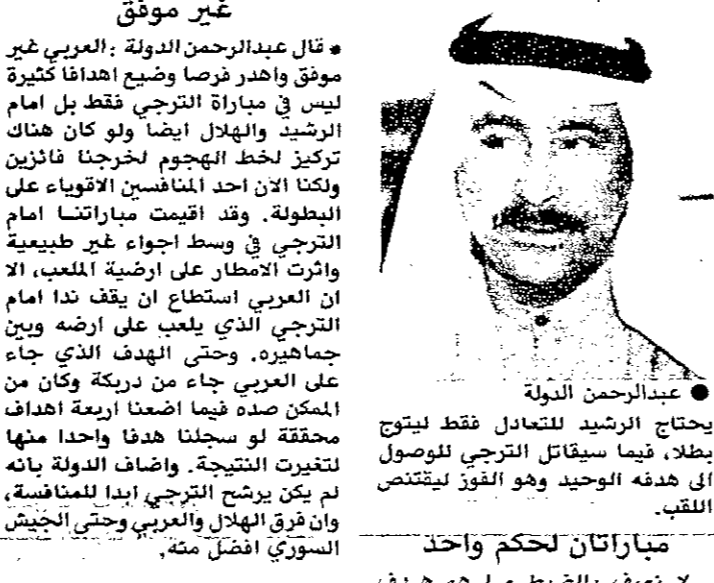 يحتاج الرشيد للتعادل فقط ليتوج
بطلا، فيما سيقاتل الترجي للوصول
الى هدفه الوحيد وهو الفوز ليقتنص
اللقب.
● عبدالرحمن الدولة
مباراتان لحكم واحد
غير موفق
● قال عبدالرحمن الدولة : العربي غير
موفق واهدر فرصا وضيع اهدافا كثيرة
ليس في مباراة الترجي فقط بل امام
الرشيد والهلال ايضا ولو كان هناك
تركيز لخط الهجوم لخرجنا فائزين
ولكنا الان احد المنافسين الاقوياء على
البطولة. وقد اقيمت مباراتنا امام
الترجي في وسط اجواء غير طبيعية
واثرت الامطار على ارضية الملعب، الا
ان العربي استطاع ان يقف ندا امام
الترجي الذي يلعب على ارضه وبين
جماهيره. وحتى الهدف الذي جاء
على العربي جاء من دربكة وكان من
الممكن صده فيما اضعنا اربعة اهداف
محققة لو سجلنا هدفا واحدا منها
لتغيرت النتيجة. واضاف الدولة بانه
لم يكن يرشح الترجي ابدا للمنافسة،
وان فرق الهلال والعربي وحتى الجيش
السوري افضل منه.